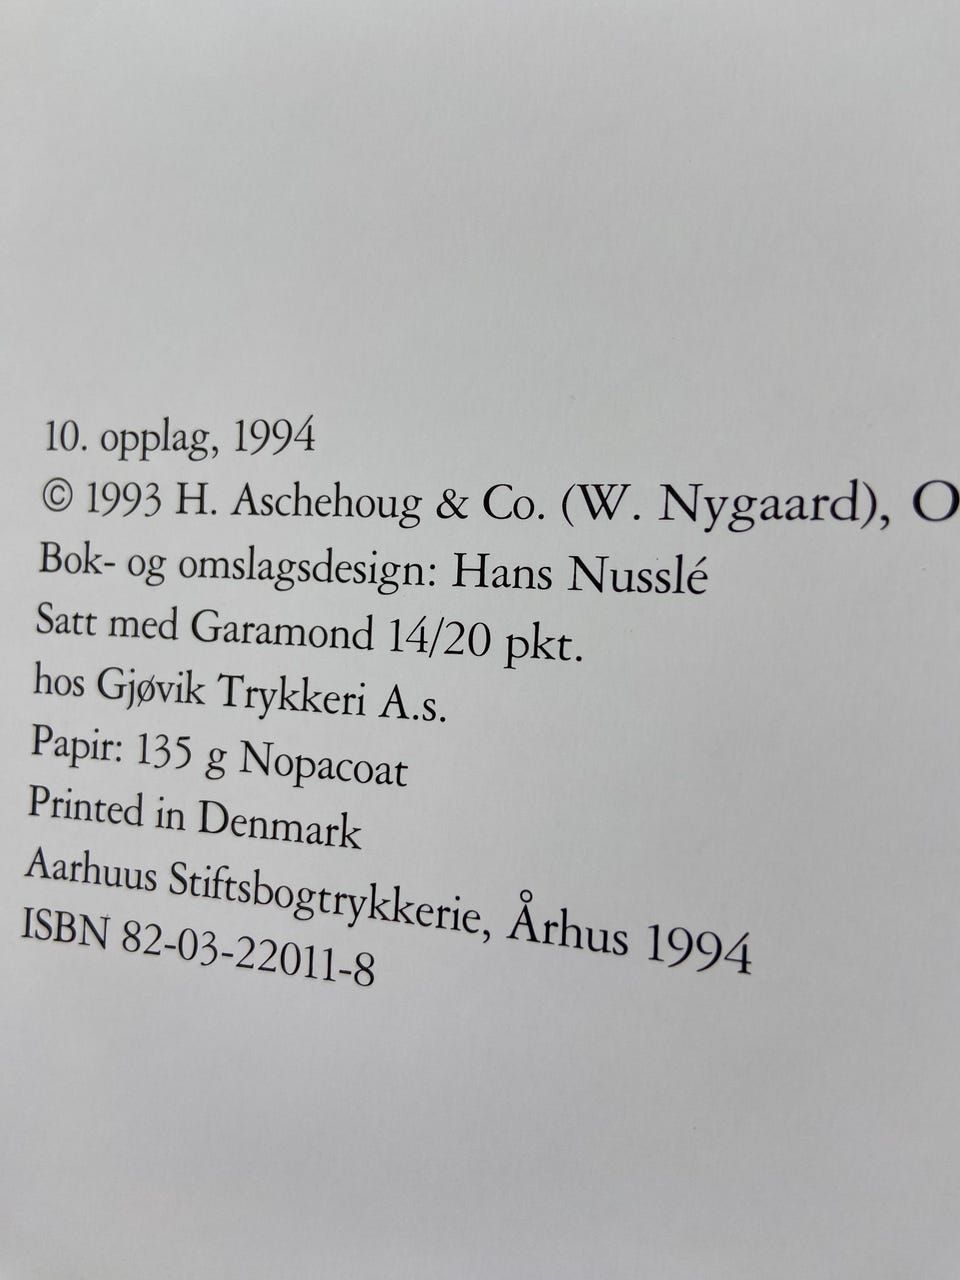 10. opplag, 1994
© 1993 H. Aschehoug & Co. (W. Nygaard), O
Bok- og omslagsdesign: Hans Nusslé
Satt med Garamond 14/20 pkt.
hos Gjøvik Trykkeri A.s.
Papir: 135 g Nopacoat
Printed in Denmark
Aarhuus Stiftsbogtrykkerie, Århus 1994
ISBN 82-03-22011-8